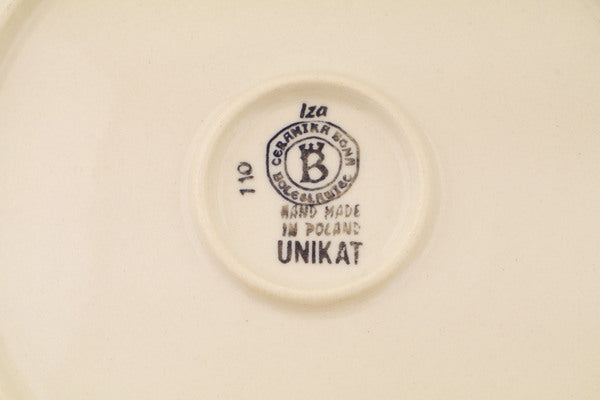 Iza
CERAMIKA BONA
B
BOLESŁAWIEC
110
HAND MADE
IN POLAND
UNIKAT